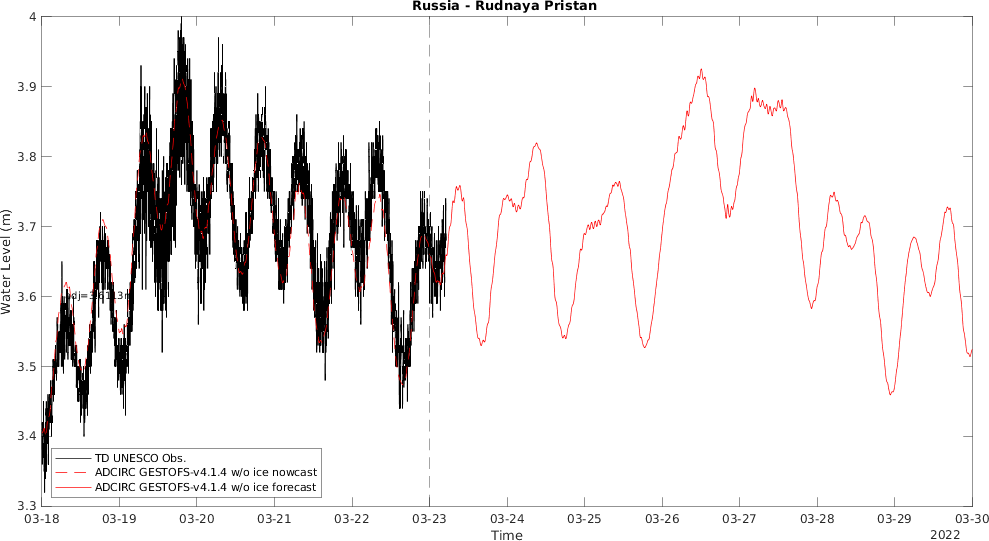 Russia - Rudnaya Pristan
Water Level (m)
4
3.9
3.8
3.7
3.6
3.5
3.4
3.3
TD UNESCO Obs.
ADCIRC GESTOFS-v4.1.4 w/o ice nowcast
ADCIRC GESTOFS-v4.1.4 w/o ice forecast
03-18 03-19 03-20 03-21 03-22 03-23 03-24 03-25 03-26 03-27 03-28 03-29 03-30
Time
2022